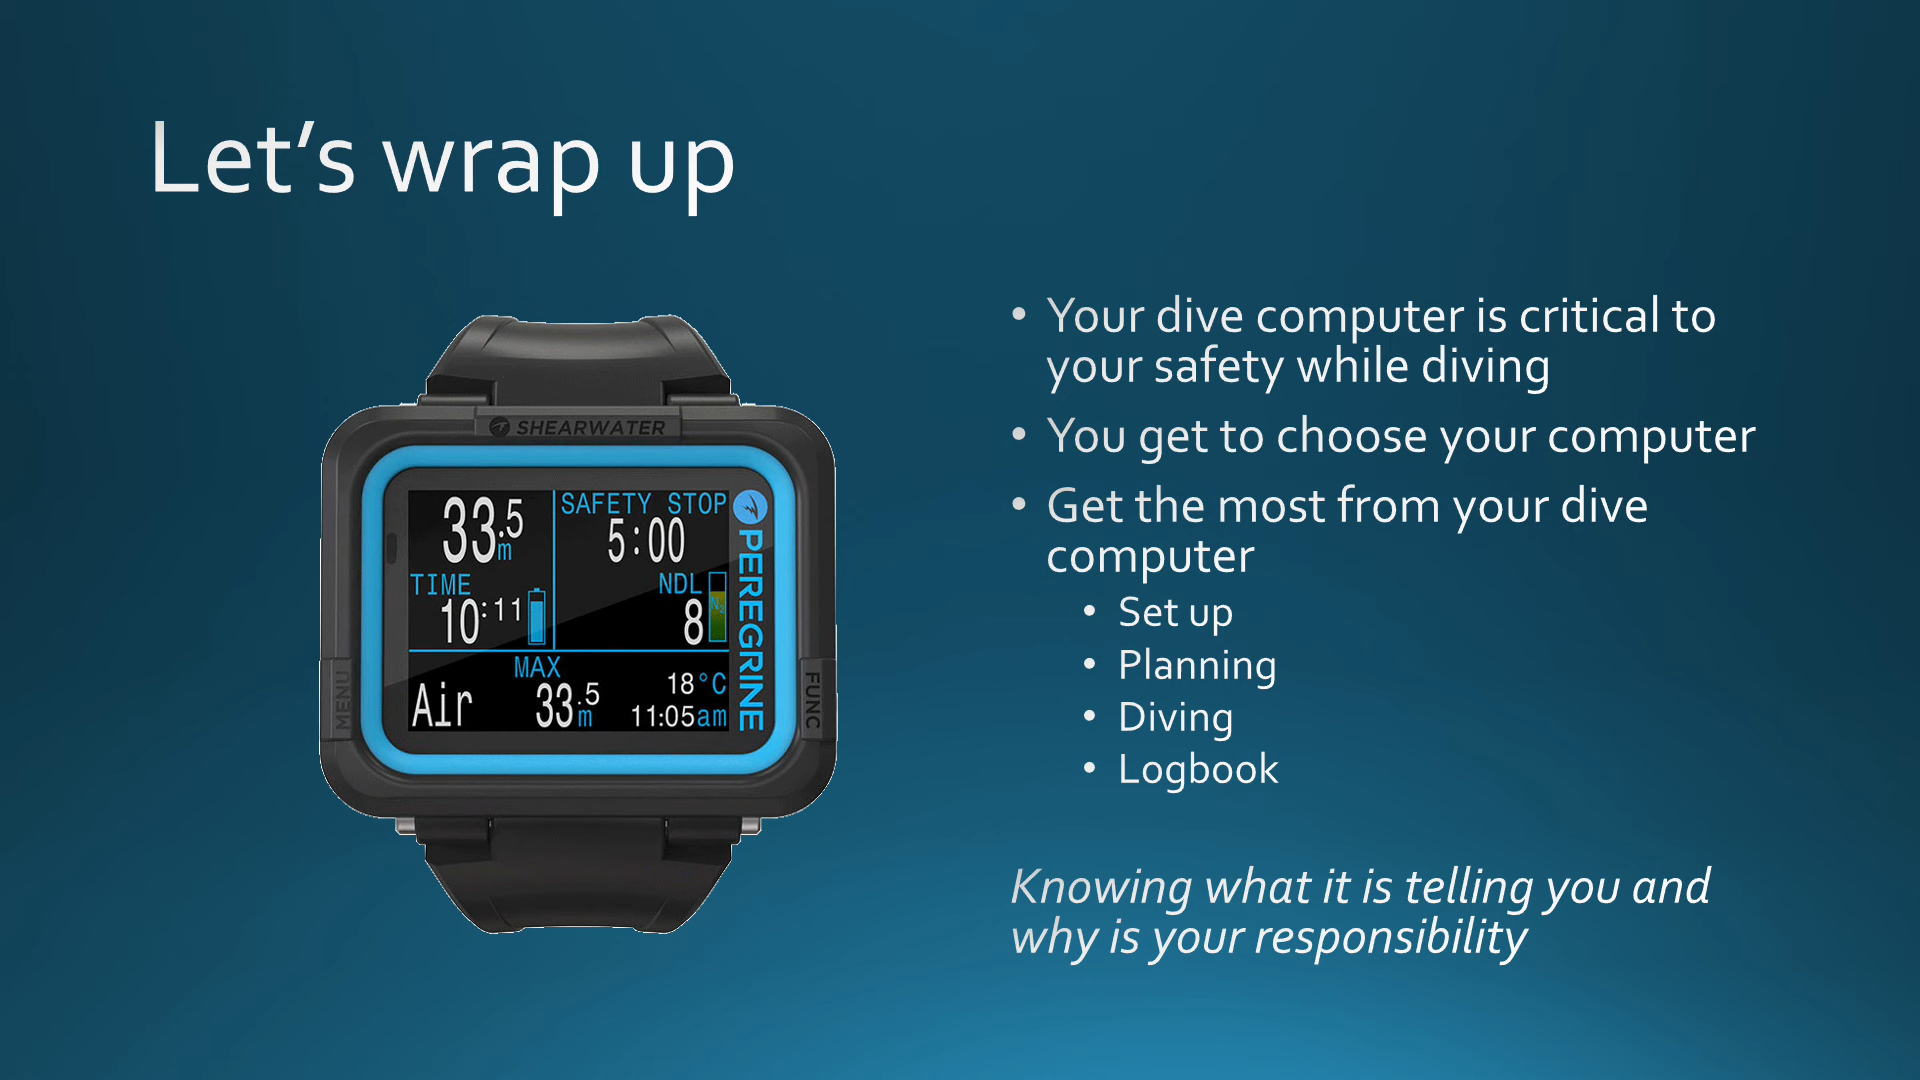 Let’s wrap up
SHEARWATER
33.5m
SAFETY STOP
5:00
TIME
10:11
NDL
8
N2
MAX
Air
33.5m
18°C
11:05am
PEREGRINE
MENU
FUNC
• Your dive computer is critical to
your safety while diving
• You get to choose your computer
• Get the most from your dive
computer
• Set up
• Planning
• Diving
• Logbook
Knowing what it is telling you and
why is your responsibility